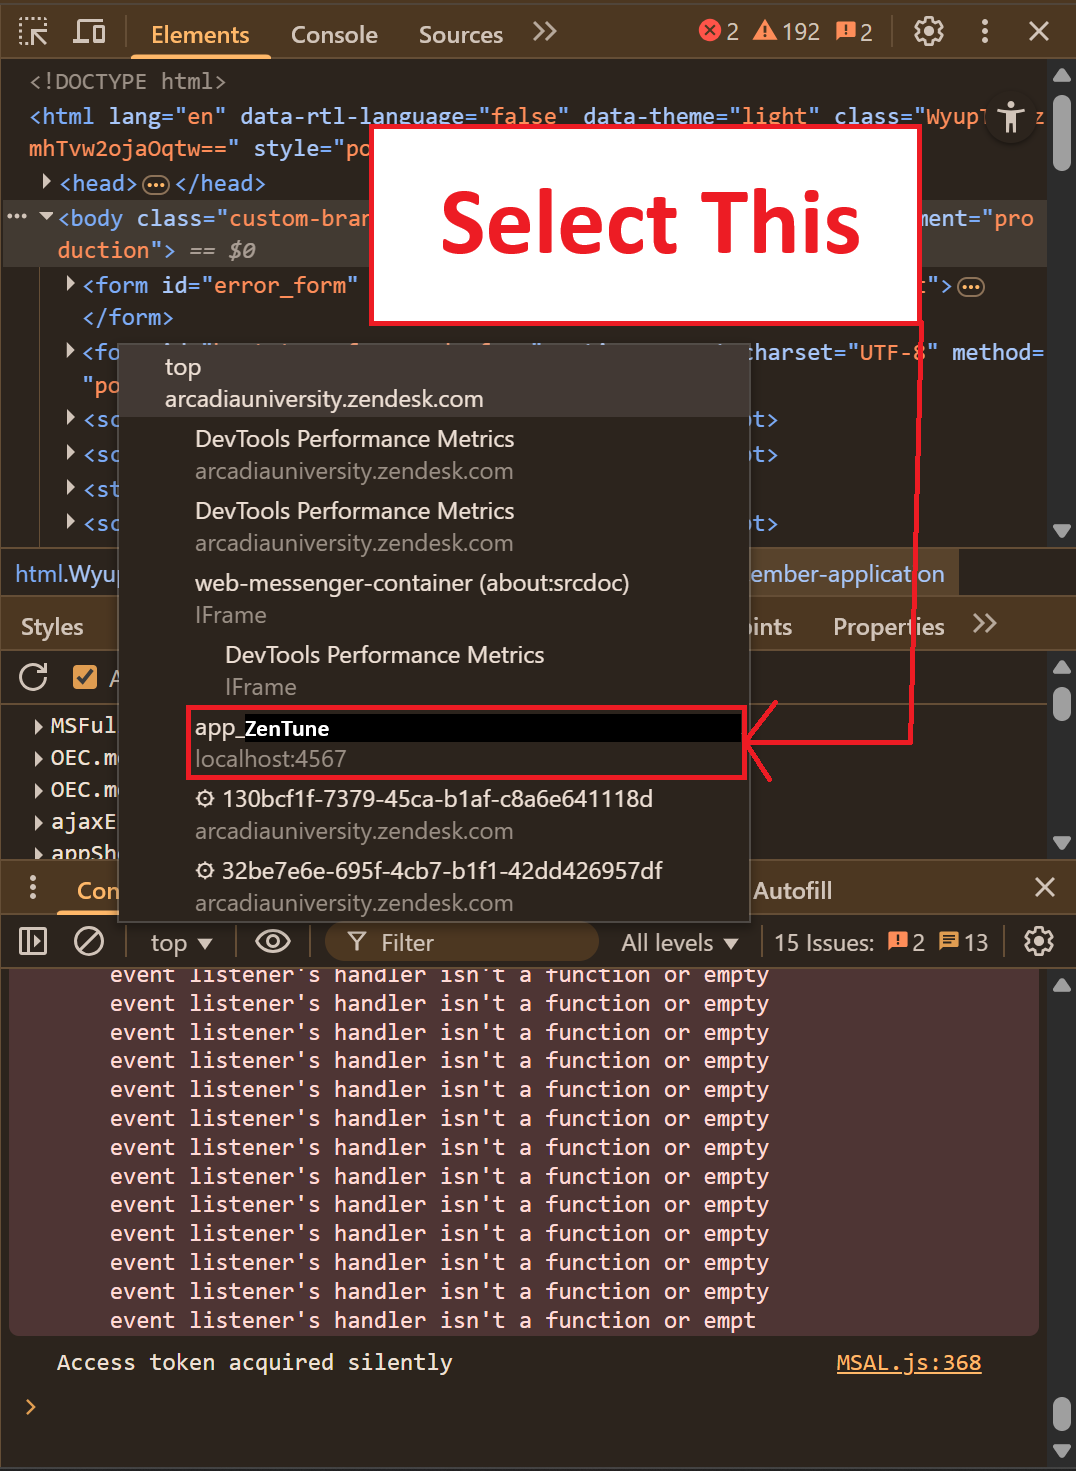 Elements Console Sources 2 192 2
<!DOCTYPE html>
<html lang="en" data-rtl-language="false" data-theme="light" class="WyupT z
mhTvw2ojaOqtw==" style="po
Select This
<head> ••• </head>
••• <body class="custom-bran ment="pro
duction"> == $0
<form id="error_form" "> •••
</form>
<fo charset="UTF-8" method=
"po
<sc pt>
<sc pt>
<st
<sc pt>
top
arcadiauniversity.zendesk.com
DevTools Performance Metrics
arcadiauniversity.zendesk.com
DevTools Performance Metrics
arcadiauniversity.zendesk.com
web-messenger-container (about:srcdoc)
IFrame
DevTools Performance Metrics
IFrame
app_ZenTune
localhost:4567
130bcf1f-7379-45ca-b1af-c8a6e641118d
arcadiauniversity.zendesk.com
32be7e6e-695f-4cb7-b1f1-42dd426957df
arcadiauniversity.zendesk.com
html.Wyup ember-application
Styles oints Properties
A
MSFul
OEC.m
OEC.m
ajaxE
appSh
Con Autofill
top Filter All levels 15 Issues: 2 13
event listener's handler isn't a function or empty
event listener's handler isn't a function or empty
event listener's handler isn't a function or empty
event listener's handler isn't a function or empty
event listener's handler isn't a function or empty
event listener's handler isn't a function or empty
event listener's handler isn't a function or empty
event listener's handler isn't a function or empty
event listener's handler isn't a function or empty
event listener's handler isn't a function or empty
event listener's handler isn't a function or empty
event listener's handler isn't a function or empty
event listener's handler isn't a function or empt
Access token acquired silently MSAL.js:368